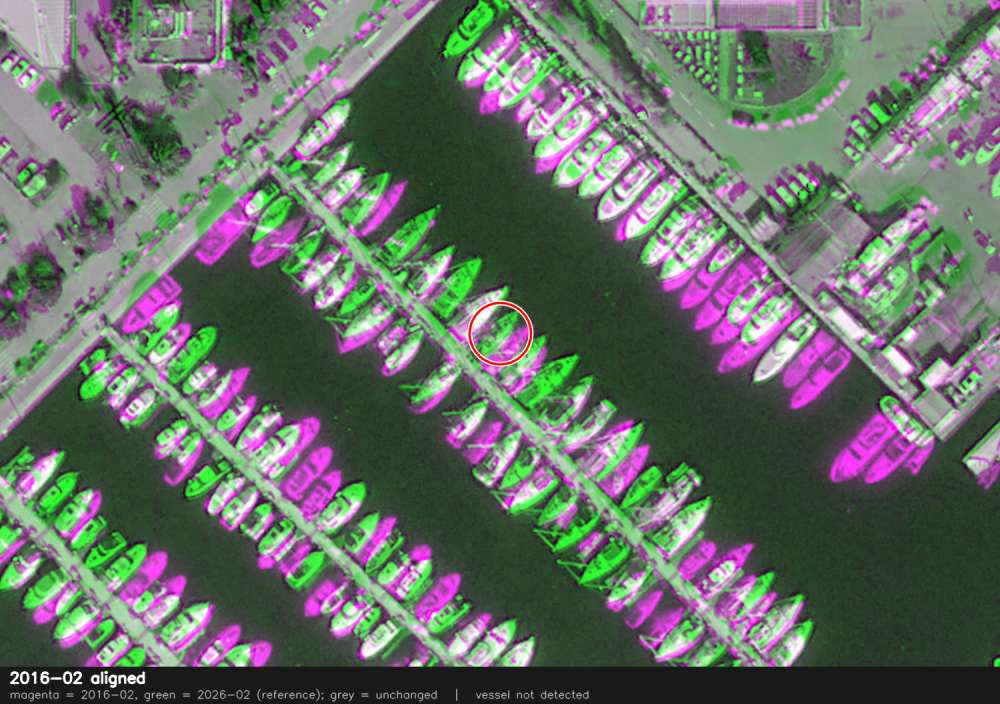 2016-02 aligned
magenta = 2016-02, green = 2026-02 (reference); grey = unchanged | vessel not detected